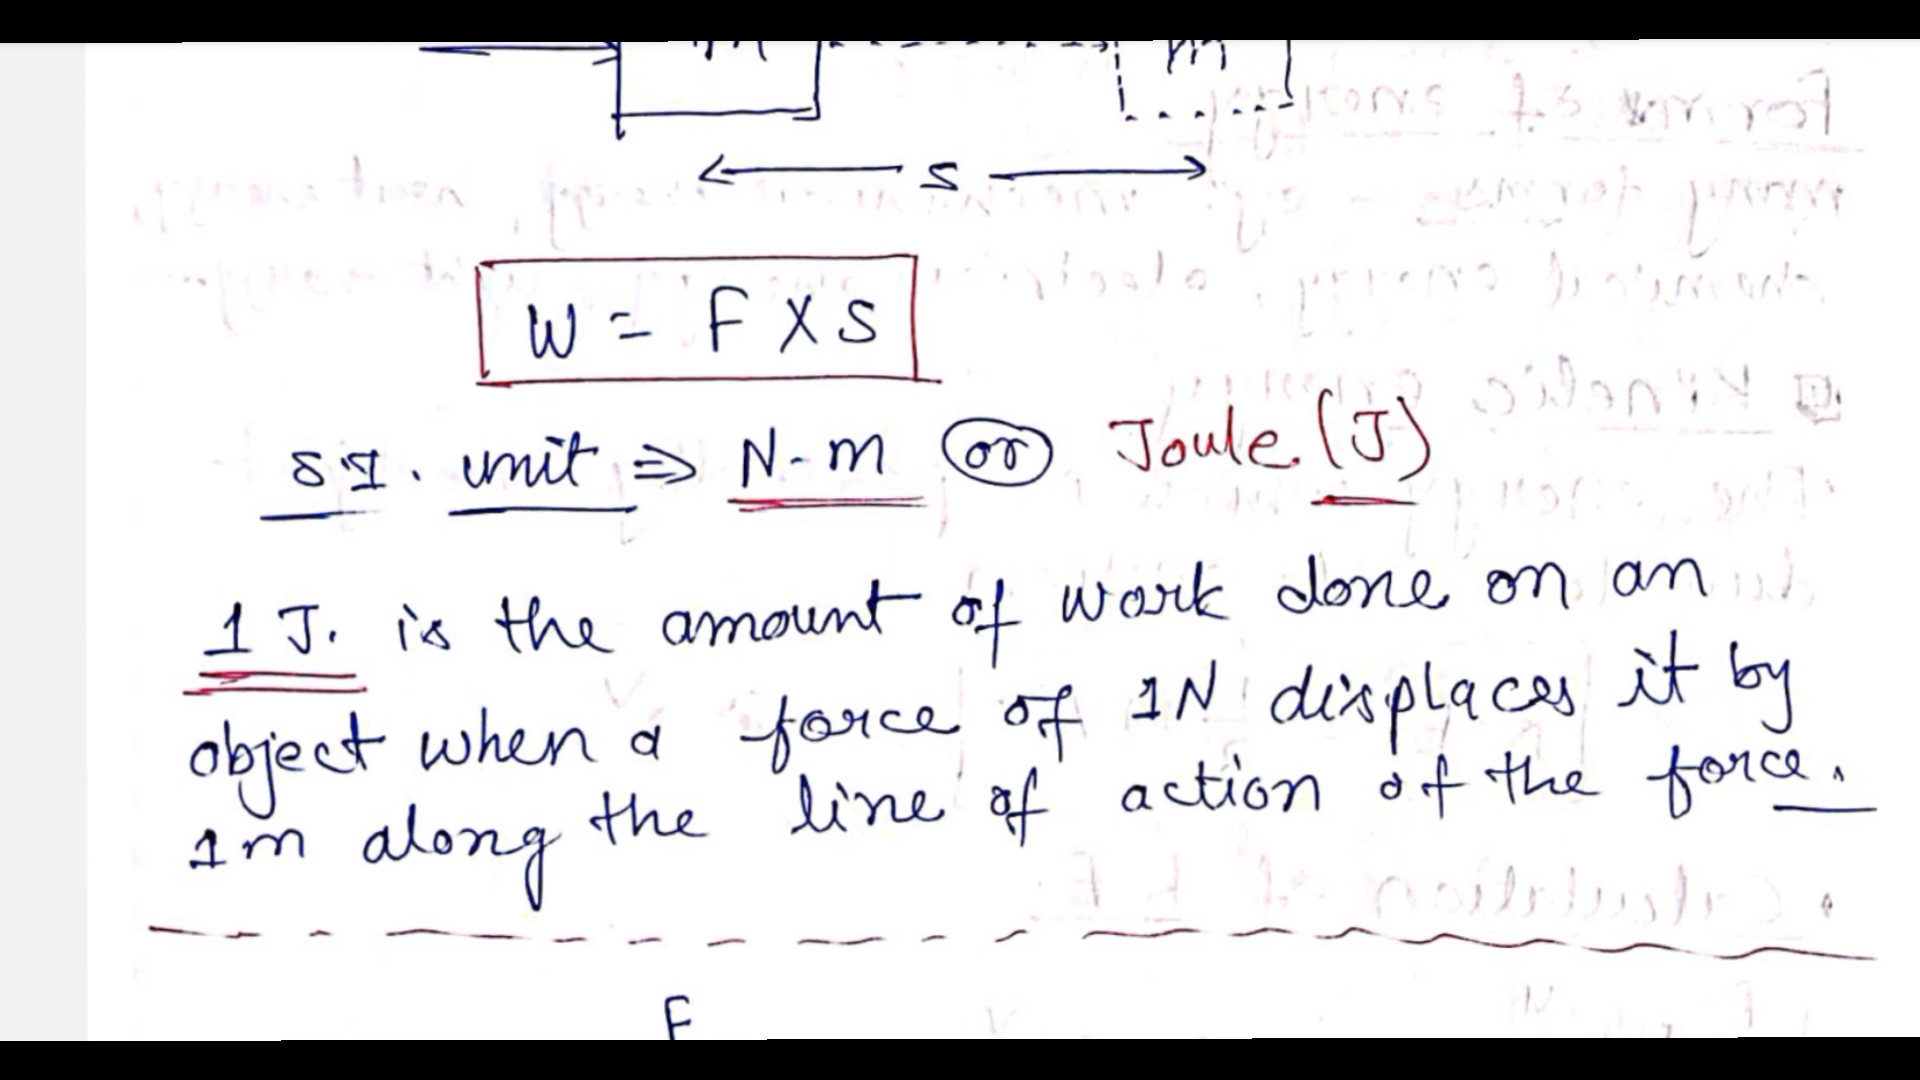 m m
S
W = F X S
S.I. unit ⇒ N-m or Joule (J)
1 J. is the amount of work done on an
object when a force of 1N displaces it by
1m along the line of action of the force.
F